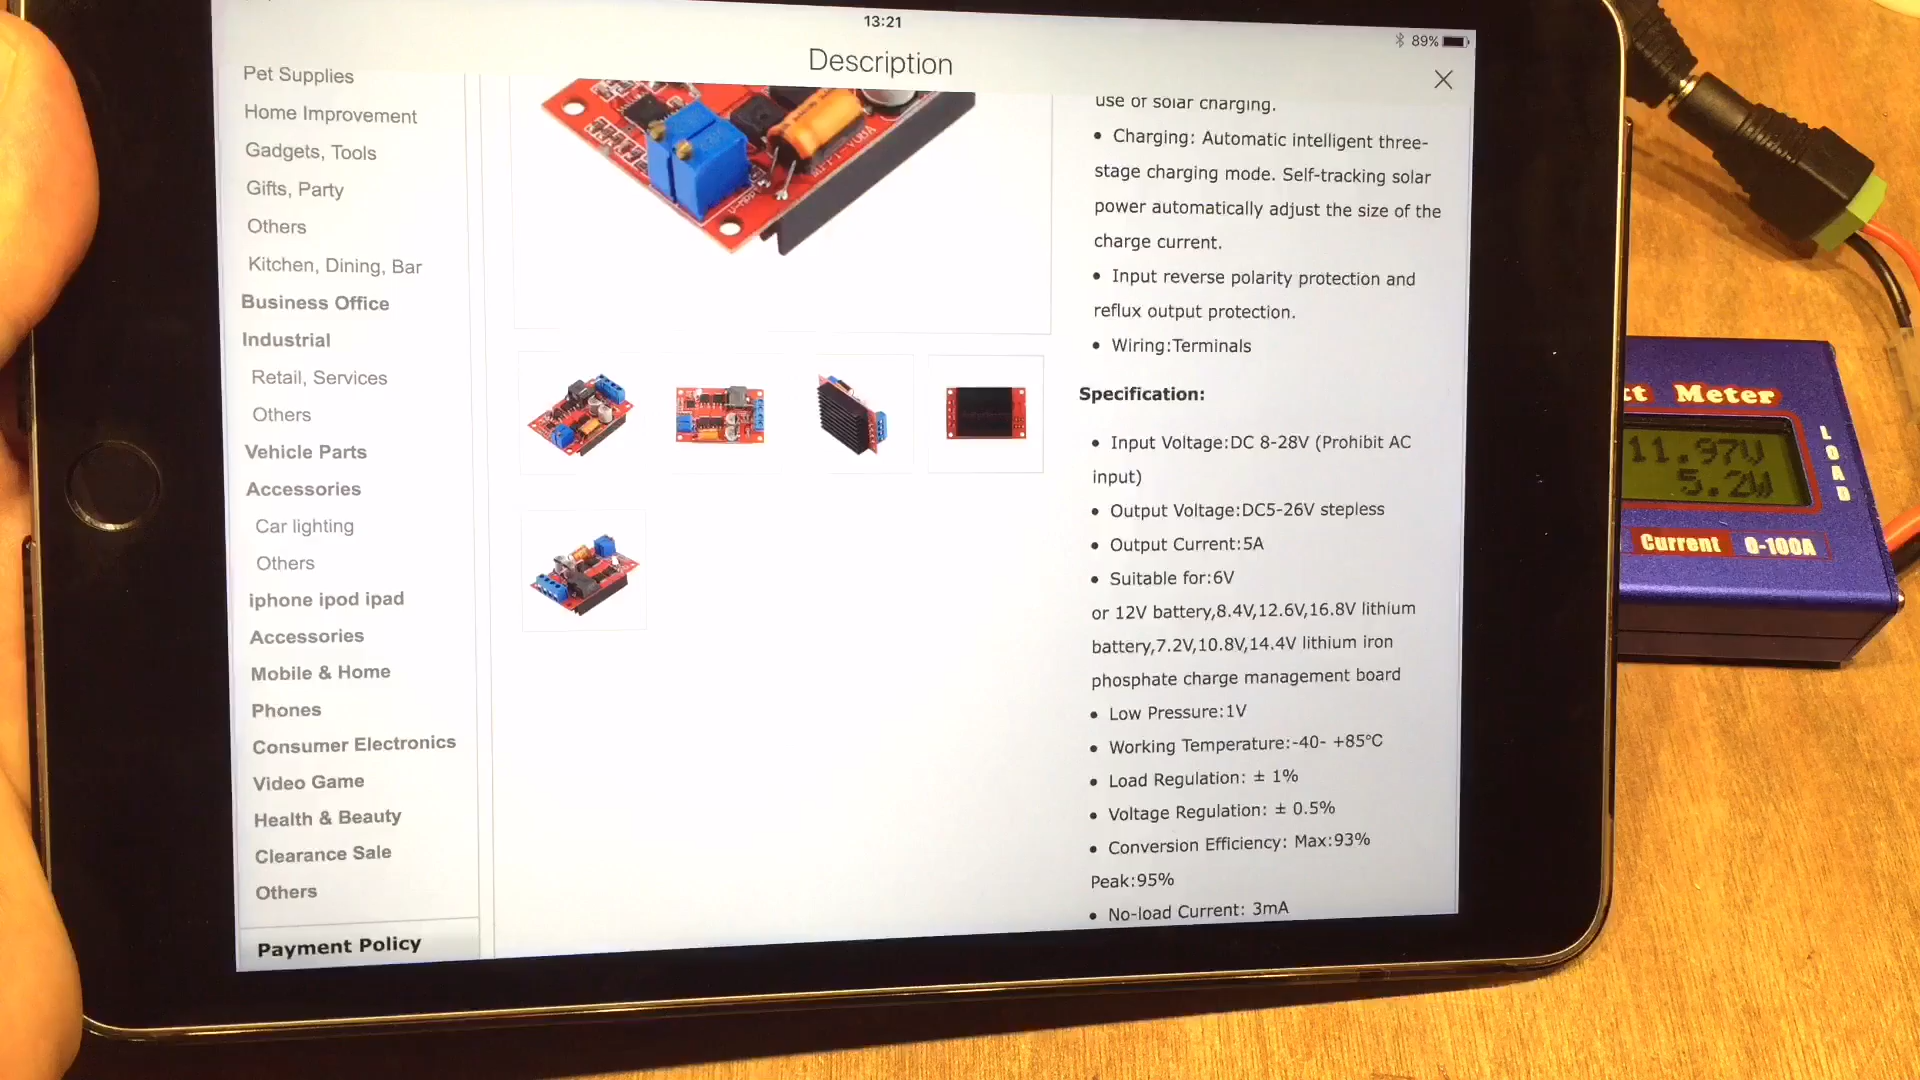 13:21
89%
Description
Pet Supplies
Home Improvement
Gadgets, Tools
Gifts, Party
Others
Kitchen, Dining, Bar
Business Office
Industrial
Retail, Services
Others
Vehicle Parts
Accessories
Car lighting
Others
iphone ipod ipad
Accessories
Mobile & Home
Phones
Consumer Electronics
Video Game
Health & Beauty
Clearance Sale
Others
Payment Policy
MPPT-V001A
use of solar charging.
• Charging: Automatic intelligent three-
stage charging mode. Self-tracking solar
power automatically adjust the size of the
charge current.
• Input reverse polarity protection and
reflux output protection.
• Wiring:Terminals
Specification:
• Input Voltage:DC 8-28V (Prohibit AC
input)
• Output Voltage:DC5-26V stepless
• Output Current:5A
• Suitable for:6V
or 12V battery,8.4V,12.6V,16.8V lithium
battery,7.2V,10.8V,14.4V lithium iron
phosphate charge management board
• Low Pressure:1V
• Working Temperature:-40- +85℃
• Load Regulation: ± 1%
• Voltage Regulation: ± 0.5%
• Conversion Efficiency: Max:93%
Peak:95%
• No-load Current: 3mA
tt Meter
11.97V
5.2W
LOAD
Current 0-100A